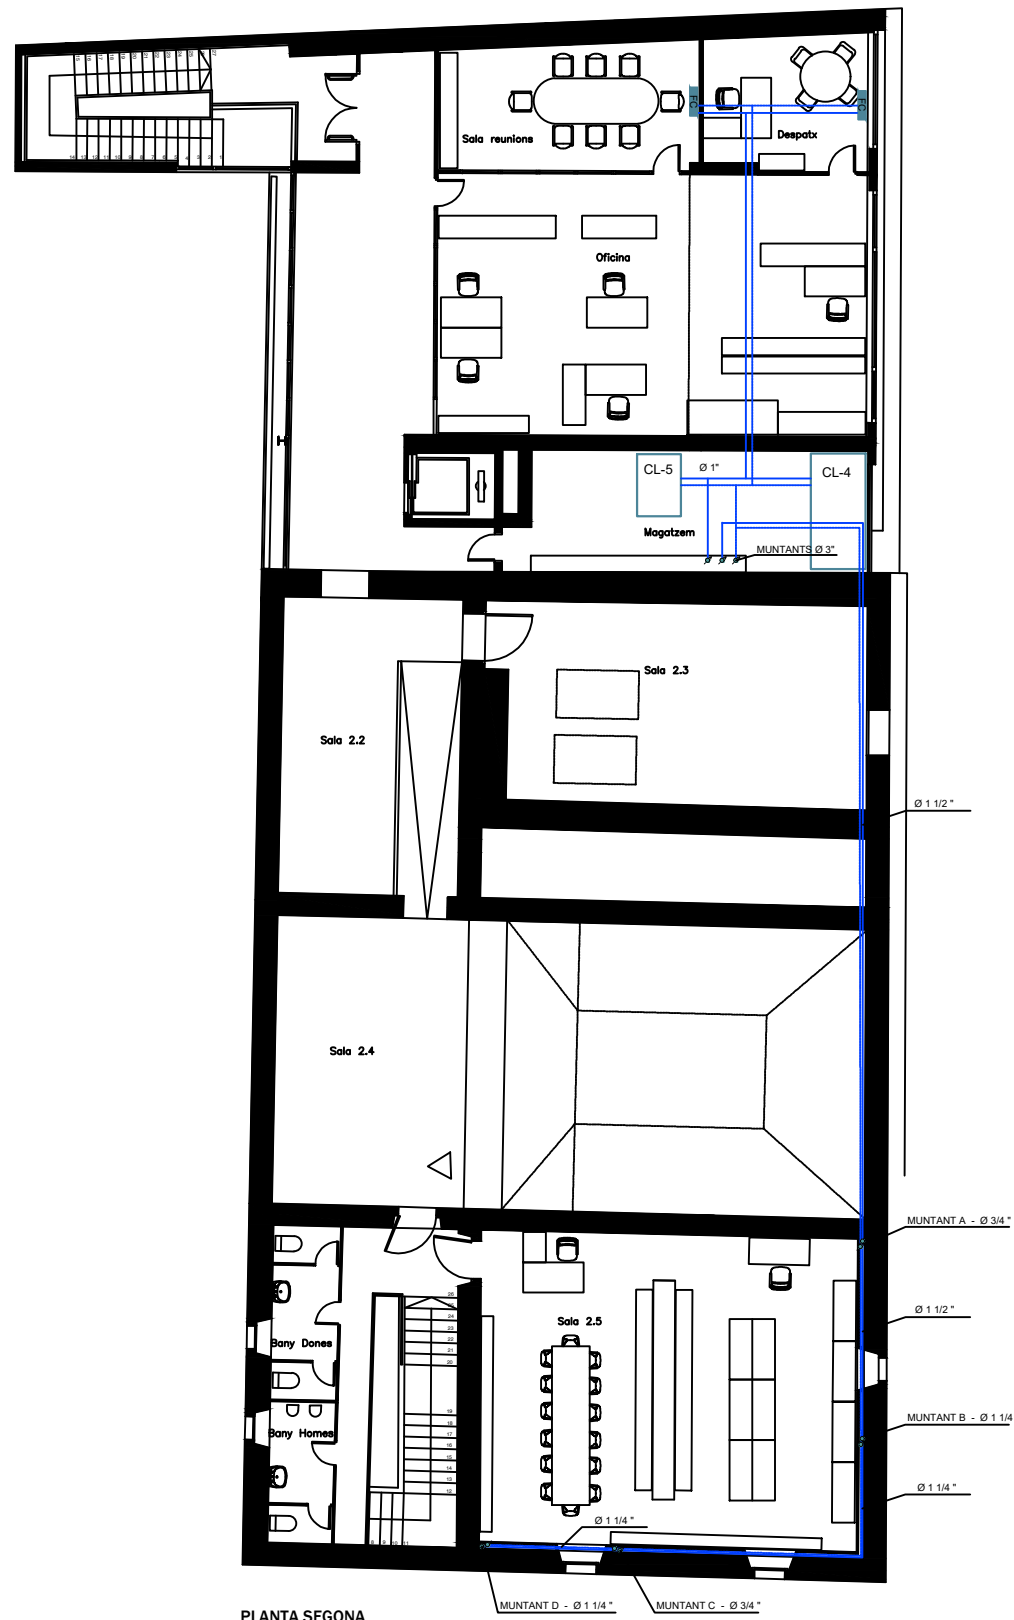 FC
FC
Sala reunions
Despatx
Oficina
CL-5
Ø 1"
CL-4
Magatzem
MUNTANTS Ø 3"
Sala 2.3
Sala 2.2
Ø 1 1/2 "
Sala 2.4
MUNTANT A - Ø 3/4 "
Ø 1 1/2 "
Sala 2.5
Bany Dones
MUNTANT B - Ø 1 1/4
Bany Homes
Ø 1 1/4 "
Ø 1 1/4 "
MUNTANT D - Ø 1 1/4 "
MUNTANT C - Ø 3/4 "
PLANTA SEGONA